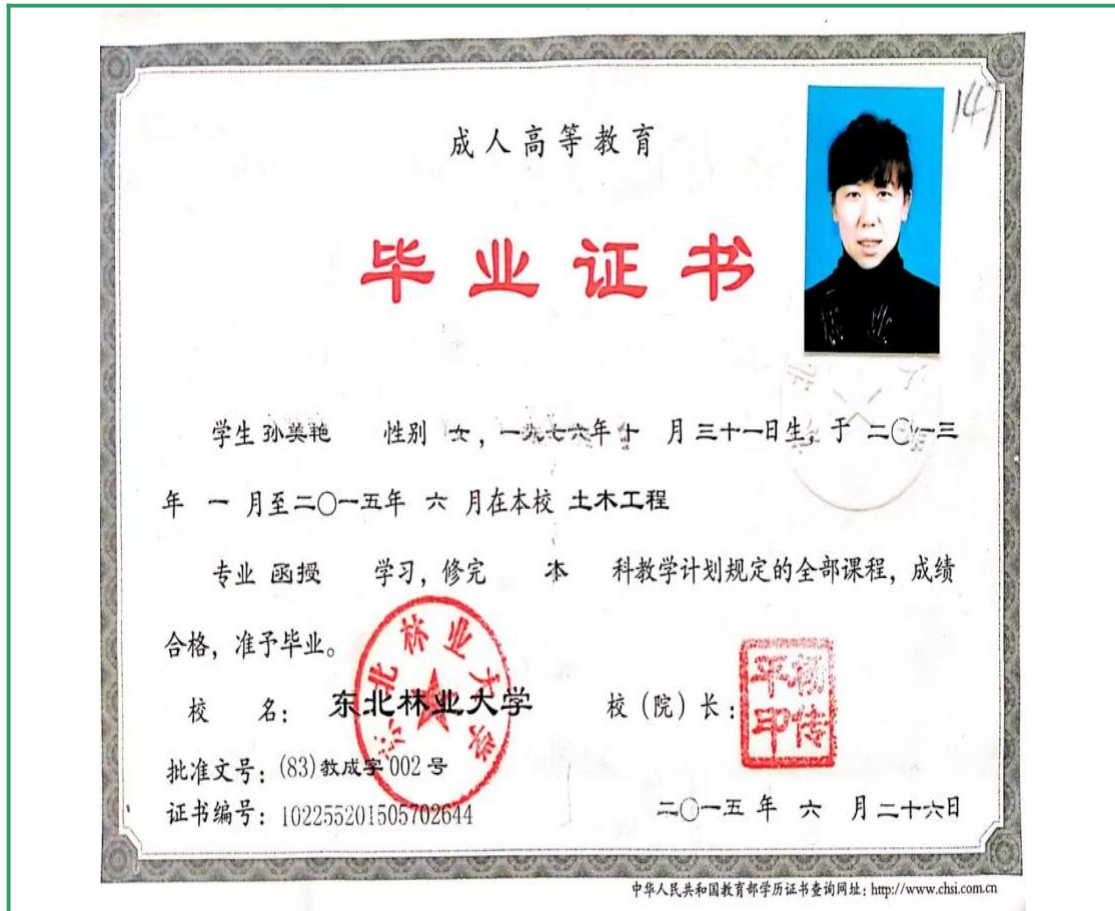 成人高等教育
141
毕业证书
学生 孙美艳 性别 女，一九七六年十 月三十一日生，于 二〇一三
年 一 月至二〇一五年 六 月在本校 土木工程
专业 函授 学习，修完 本 科教学计划规定的全部课程，成绩
合格，准予毕业。
东北林业大学
校 名： 东北林业大学 校（院）长：
杨传平印
批准文号：(83)教成字 002 号
证书编号：102255201505702644 二〇一五 年 六 月二十六日
中华人民共和国教育部学历证书查询网址：http://www.chsi.com.cn